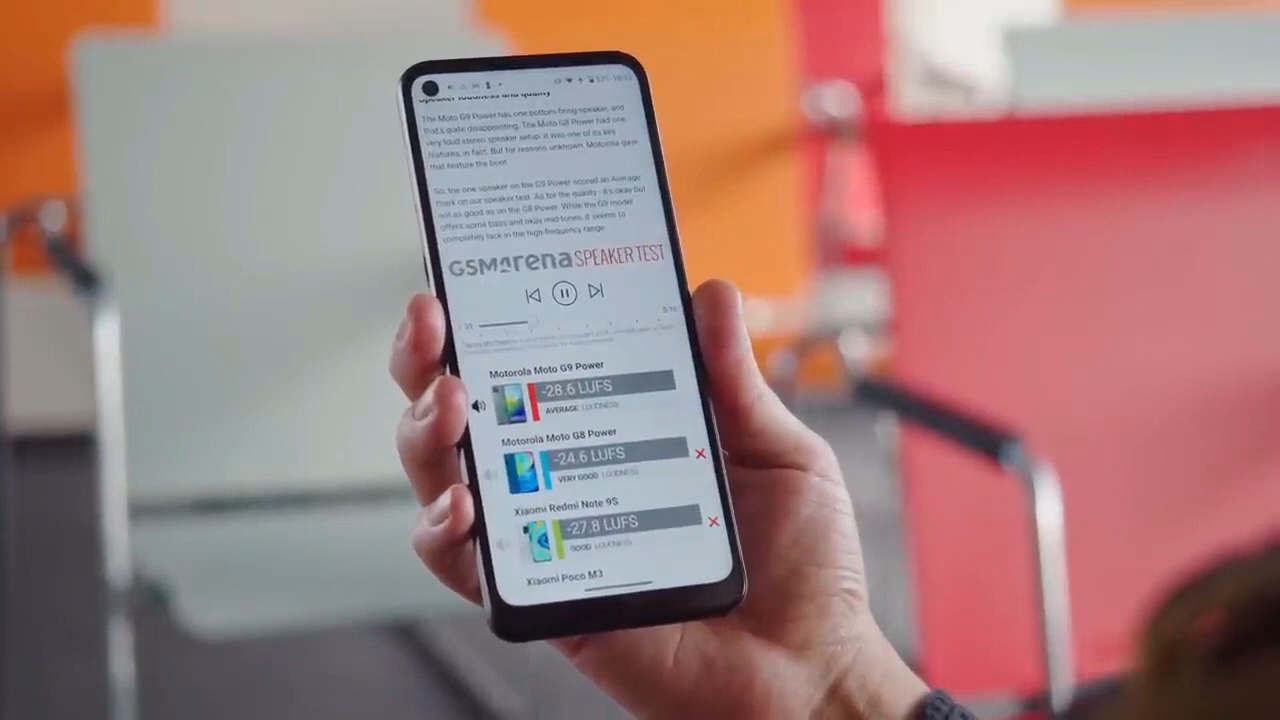 speaker loudness and quality
The Moto G9 Power has one bottom-firing speaker, and
that's quite disappointing. The Moto G8 Power had one
very loud stereo speaker setup, it was one of its key
features, in fact. But for reasons unknown, Motorola gave
that feature the boot.
So, the one speaker on the G9 Power scored an Average
mark on our speaker test. As for the quality - it's okay but
not as good as on the G8 Power. While the G9 model
offers some bass and okay mid tones, it seems to
completely lack in the high-frequency range.
GSMArena SPEAKER TEST
Motorola Moto G9 Power
-28.6 LUFS
AVERAGE LOUDNESS
Motorola Moto G8 Power
-24.6 LUFS
VERY GOOD LOUDNESS
Xiaomi Redmi Note 9S
-27.8 LUFS
GOOD LOUDNESS
Xiaomi Poco M3